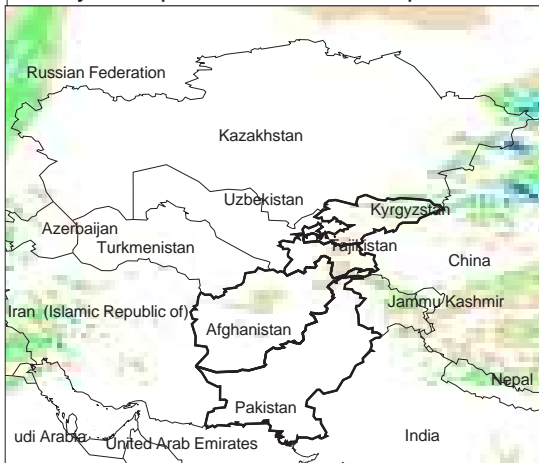 Russian Federation
Kazakhstan
Uzbekistan
Kyrgyzstan
Azerbaijan
Turkmenistan
Tajikistan
China
Iran (Islamic Republic of)
Jammu Kashmir
Afghanistan
Nepal
Pakistan
udi Arabia
United Arab Emirates
India